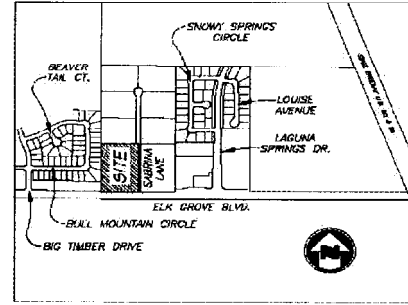 SNOWY SPRINGS
CIRCLE
BEAVER
TAIL CT.
LOUISE
AVENUE
LAGUNA
SPRINGS DR.
SITE
SABRINA
LANE
ELK GROVE BLVD.
BULL MOUNTAIN CIRCLE
BIG TIMBER DRIVE
N